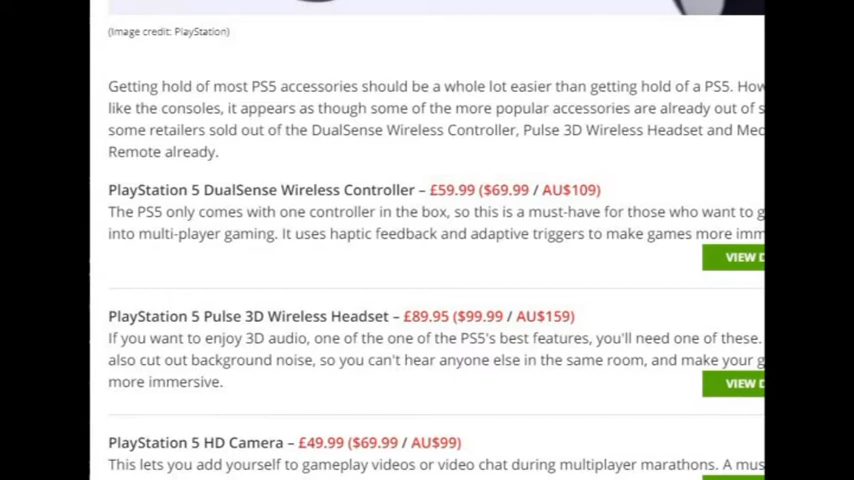 (Image credit: PlayStation)
Getting hold of most PS5 accessories should be a whole lot easier than getting hold of a PS5. How
like the consoles, it appears as though some of the more popular accessories are already out of s
some retailers sold out of the DualSense Wireless Controller, Pulse 3D Wireless Headset and Med
Remote already.
PlayStation 5 DualSense Wireless Controller – £59.99 ($69.99 / AU$109)
The PS5 only comes with one controller in the box, so this is a must-have for those who want to g
into multi-player gaming. It uses haptic feedback and adaptive triggers to make games more imm
VIEW D
PlayStation 5 Pulse 3D Wireless Headset – £89.95 ($99.99 / AU$159)
If you want to enjoy 3D audio, one of the one of the PS5's best features, you'll need one of these.
also cut out background noise, so you can't hear anyone else in the same room, and make your g
VIEW D
more immersive.
PlayStation 5 HD Camera – £49.99 ($69.99 / AU$99)
This lets you add yourself to gameplay videos or video chat during multiplayer marathons. A mus